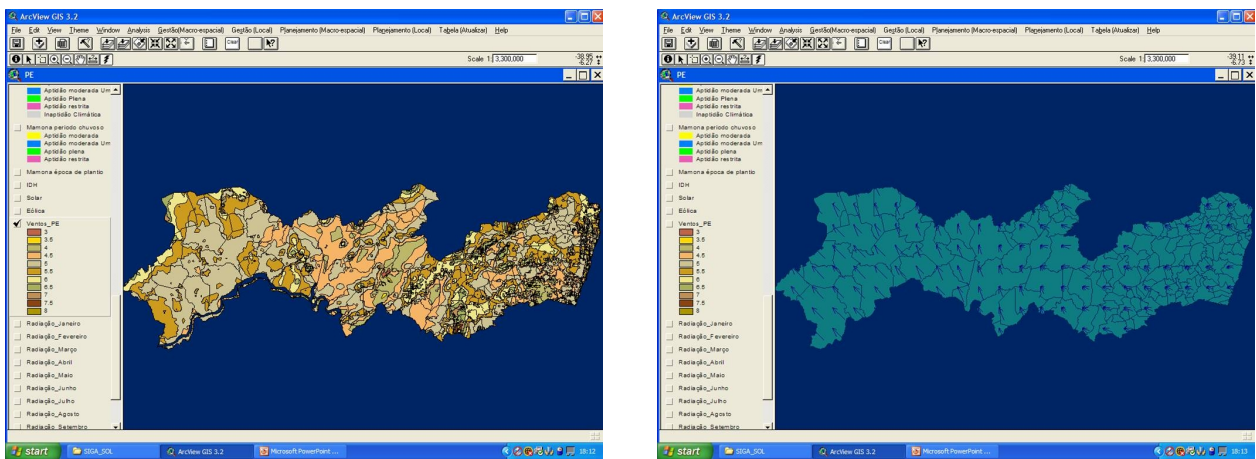 ArcView GIS 3.2
File Edit View Theme Window Analysis Gestão(Macro-espacial) Gestão (Local) Planejamento (Macro-espacial) Planejamento (Local) Tabela (Atualizar) Help
Scale 1: 3,300,000
-38.95
-6.27
PE
Aptidão moderada Um
Aptidão Plena
Aptidão restrita
Inaptidão Climática
Mamona período chuvoso
Aptidão moderada
Aptidão moderada Um
Aptidão plena
Aptidão restrita
Mamona época de plantio
IDH
Solar
Eólica
Ventos_PE
3
3.5
4
4.5
5
5.5
6
6.5
7
7.5
8
Radiação_Janeiro
Radiação_Fevereiro
Radiação_Março
Radiação_Abril
Radiação_Maio
Radiação_Junho
Radiação_Julho
Radiação_Agosto
Radiação_Setembro
start SIGA_SOL ArcView GIS 3.2 Microsoft PowerPoint ... 18:12
ArcView GIS 3.2
File Edit View Theme Window Analysis Gestão(Macro-espacial) Gestão (Local) Planejamento (Macro-espacial) Planejamento (Local) Tabela (Atualizar) Help
Scale 1: 3,300,000
-39.11
-6.73
PE
Aptidão moderada Um
Aptidão Plena
Aptidão restrita
Inaptidão Climática
Mamona período chuvoso
Aptidão moderada
Aptidão moderada Um
Aptidão plena
Aptidão restrita
Mamona época de plantio
IDH
Solar
Eólica
Ventos_PE
3
3.5
4
4.5
5
5.5
6
6.5
7
7.5
8
Radiação_Janeiro
Radiação_Fevereiro
Radiação_Março
Radiação_Abril
Radiação_Maio
Radiação_Junho
Radiação_Julho
Radiação_Agosto
Radiação_Setembro
start SIGA_SOL ArcView GIS 3.2 Microsoft PowerPoint ... 18:13